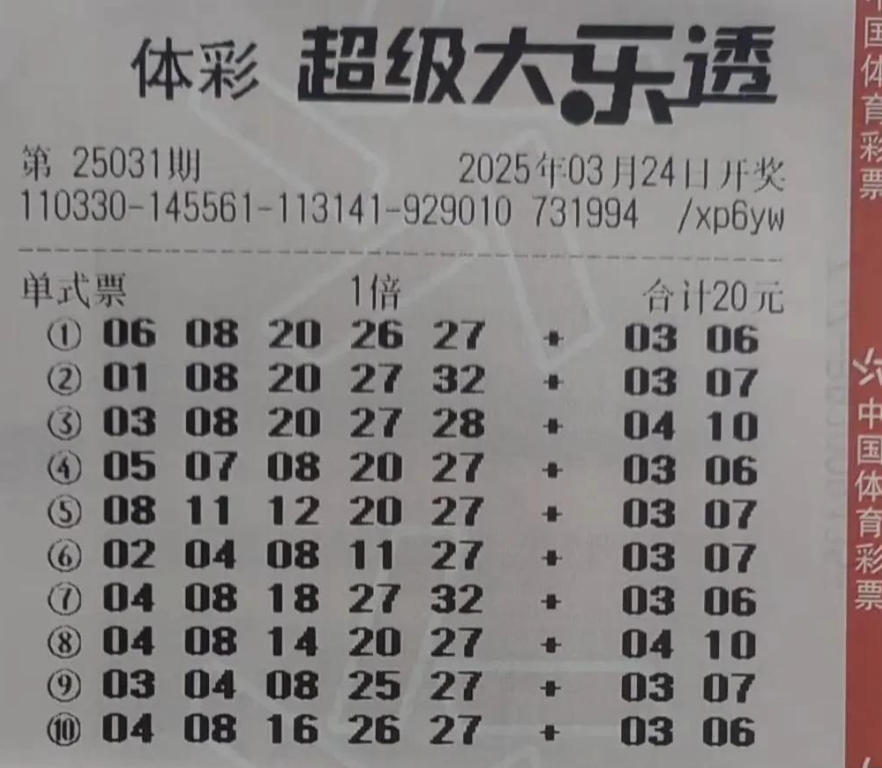 体彩 超级大乐透
第 25031期 2025年03月24日开奖
110330-145561-113141-929010 731994 /xp6yw
单式票 1倍 合计20元
① 06 08 20 26 27 + 03 06
② 01 08 20 27 32 + 03 07
③ 03 08 20 27 28 + 04 10
④ 05 07 08 20 27 + 03 06
⑤ 08 11 12 20 27 + 03 07
⑥ 02 04 08 11 27 + 03 07
⑦ 04 08 18 27 32 + 03 06
⑧ 04 08 14 20 27 + 04 10
⑨ 03 04 08 25 27 + 03 07
⑩ 04 08 16 26 27 + 03 06
中国体育彩票
中国体育彩票